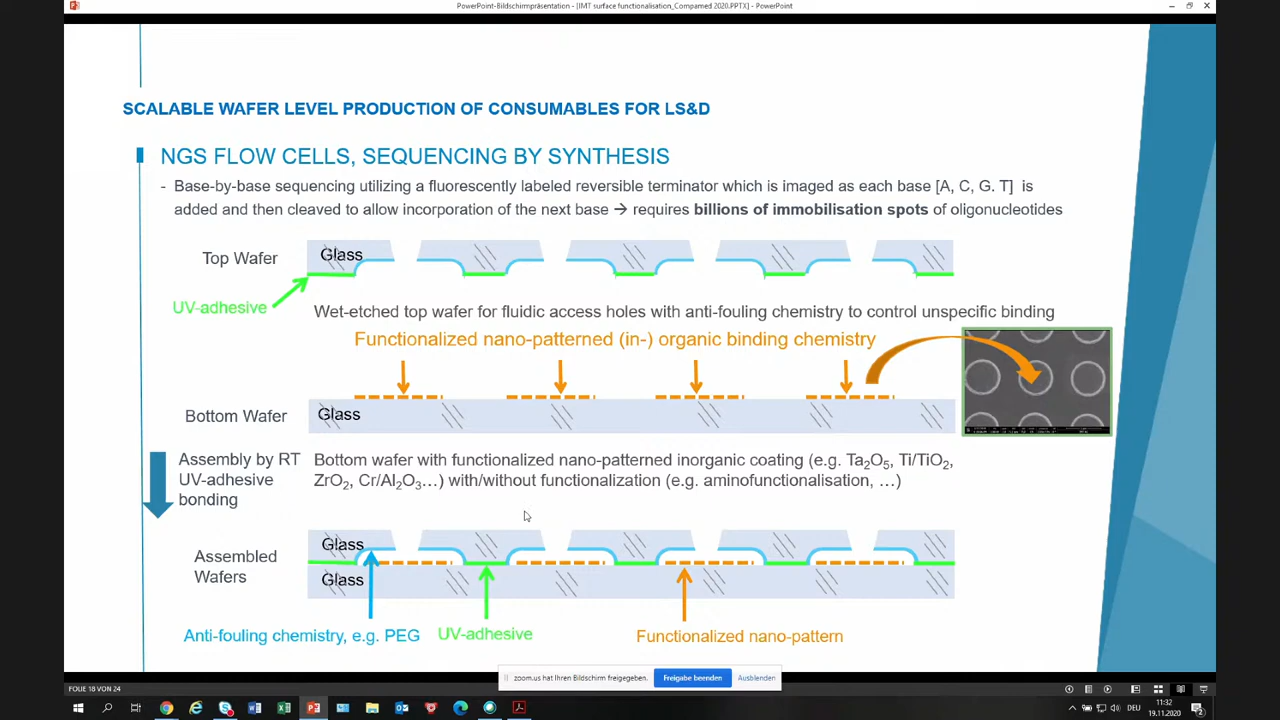 PowerPoint-Bildschirmpräsentation - [IMT surface functionalisation_Compamed 2020.PPTX] - PowerPoint
SCALABLE WAFER LEVEL PRODUCTION OF CONSUMABLES FOR LS&D
NGS FLOW CELLS, SEQUENCING BY SYNTHESIS
- Base-by-base sequencing utilizing a fluorescently labeled reversible terminator which is imaged as each base [A, C, G. T] is
added and then cleaved to allow incorporation of the next base → requires billions of immobilisation spots of oligonucleotides
Top Wafer
Glass
UV-adhesive
Wet-etched top wafer for fluidic access holes with anti-fouling chemistry to control unspecific binding
Functionalized nano-patterned (in-) organic binding chemistry
Bottom Wafer
Glass
Assembly by RT
UV-adhesive
bonding
Bottom wafer with functionalized nano-patterned inorganic coating (e.g. Ta2O5, Ti/TiO2,
ZrO2, Cr/Al2O3…) with/without functionalization (e.g. aminofunctionalisation, …)
Assembled
Wafers
Glass
Glass
Anti-fouling chemistry, e.g. PEG
UV-adhesive
Functionalized nano-pattern
zoom.us hat Ihren Bildschirm freigegeben.
Freigabe beenden
Ausblenden
FOLIE 18 VON 24
DEU
11:32
19.11.2020